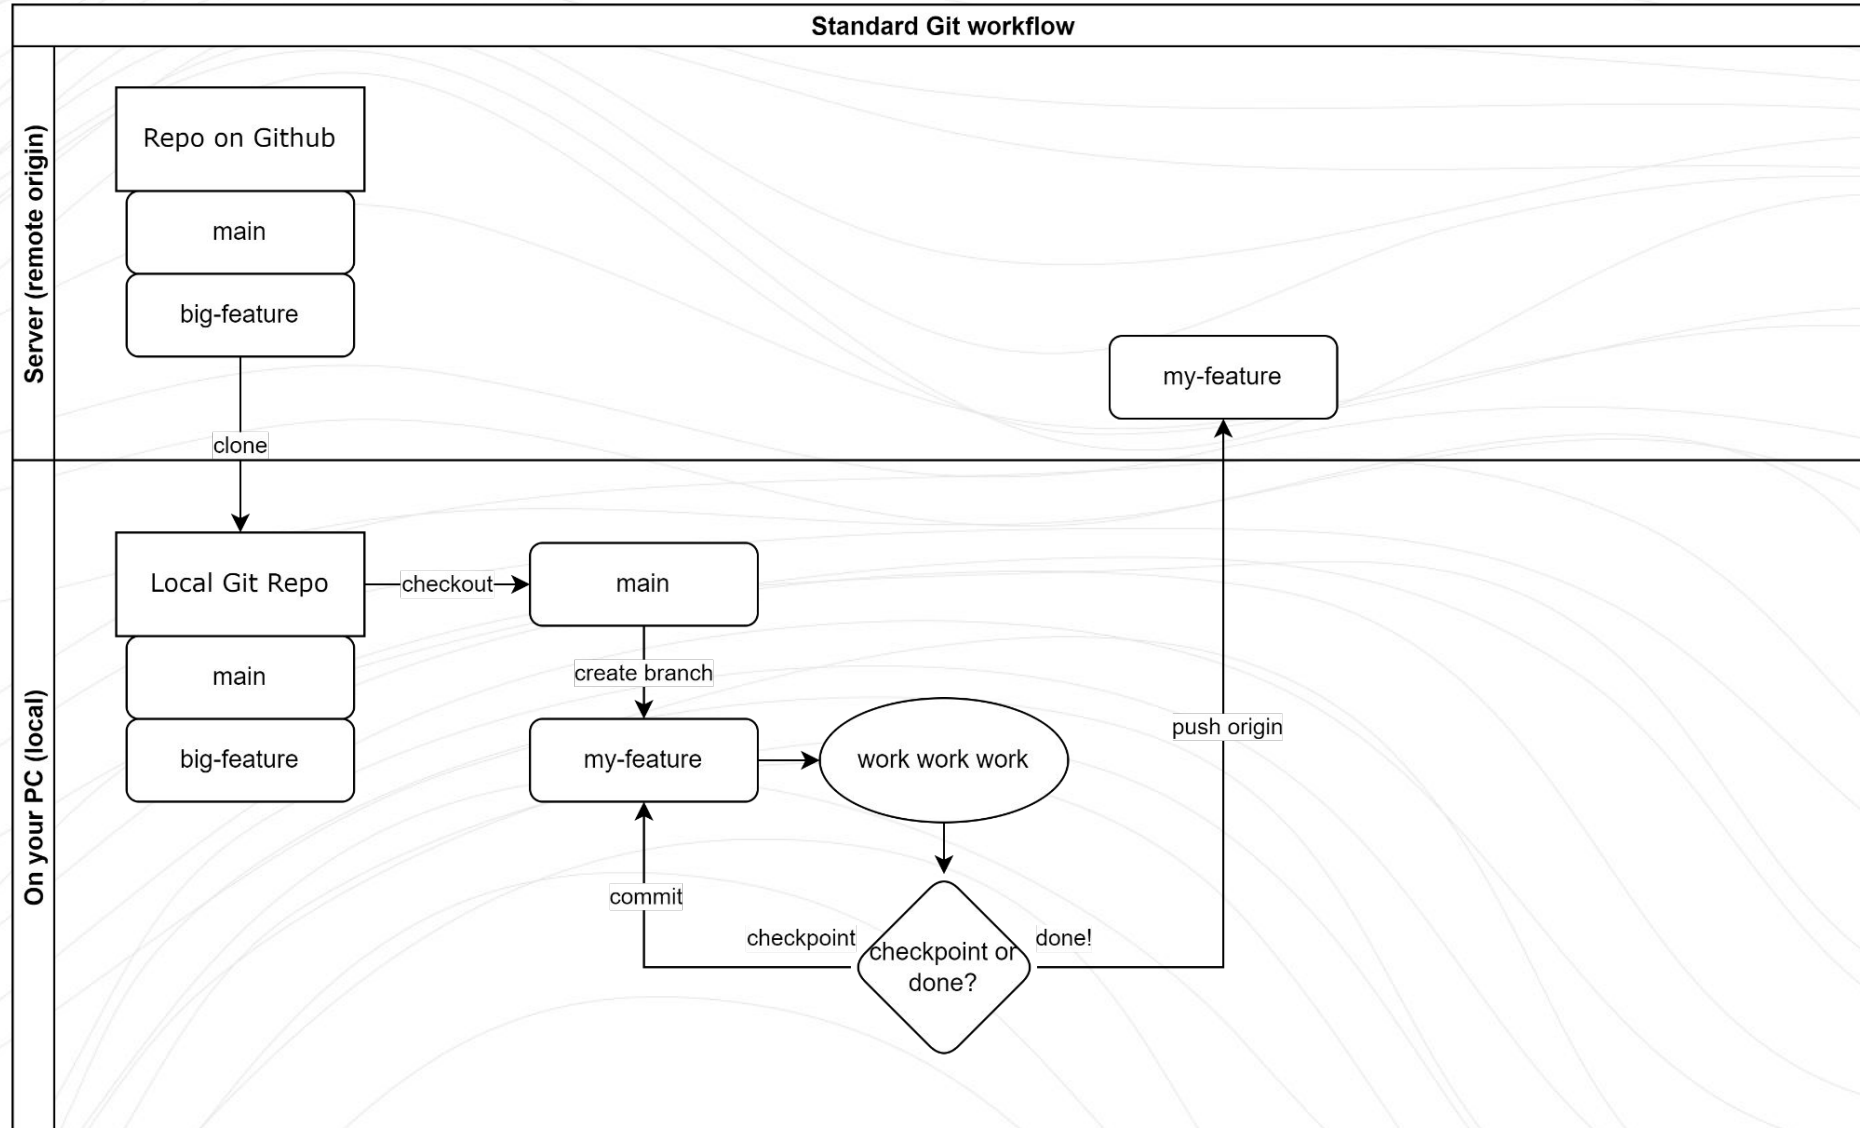 Standard Git workflow
Server (remote origin)
Repo on Github
main
big-feature
my-feature
clone
On your PC (local)
Local Git Repo
checkout
main
main
create branch
big-feature
my-feature
work work work
push origin
commit
checkpoint
checkpoint or
done?
done!